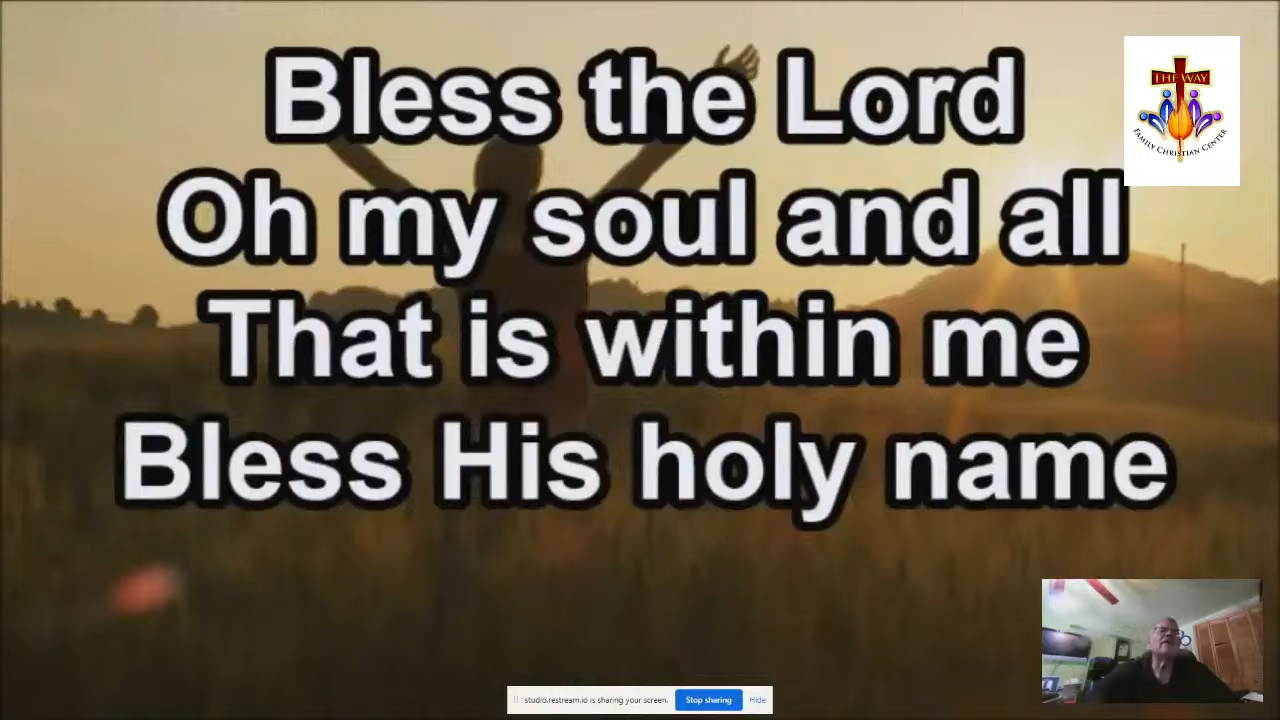 Bless the Lord
Oh my soul and all
That is within me
Bless His holy name
THE WAY
FAMILY CHRISTIAN CENTER
studio.restream.io is sharing your screen.
Stop sharing
Hide